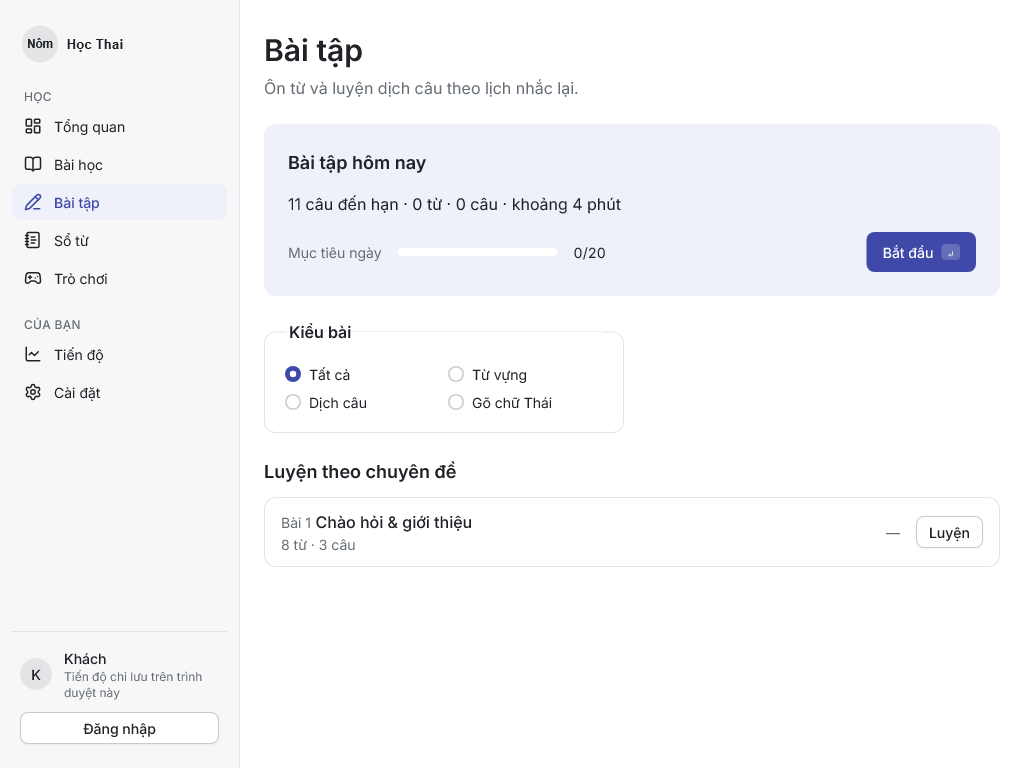 Nôm
Học Thai
HỌC
Tổng quan
Bài học
Bài tập
Sổ từ
Trò chơi
CỦA BẠN
Tiến độ
Cài đặt
K
Khách
Tiến độ chỉ lưu trên trình
duyệt này
Đăng nhập
Bài tập
Ôn từ và luyện dịch câu theo lịch nhắc lại.
Bài tập hôm nay
11 câu đến hạn · 0 từ · 0 câu · khoảng 4 phút
Mục tiêu ngày 0/20
Bắt đầu ↵
Kiểu bài
Tất cả
Từ vựng
Dịch câu
Gõ chữ Thái
Luyện theo chuyên đề
Bài 1 Chào hỏi & giới thiệu
8 từ · 3 câu
—
Luyện